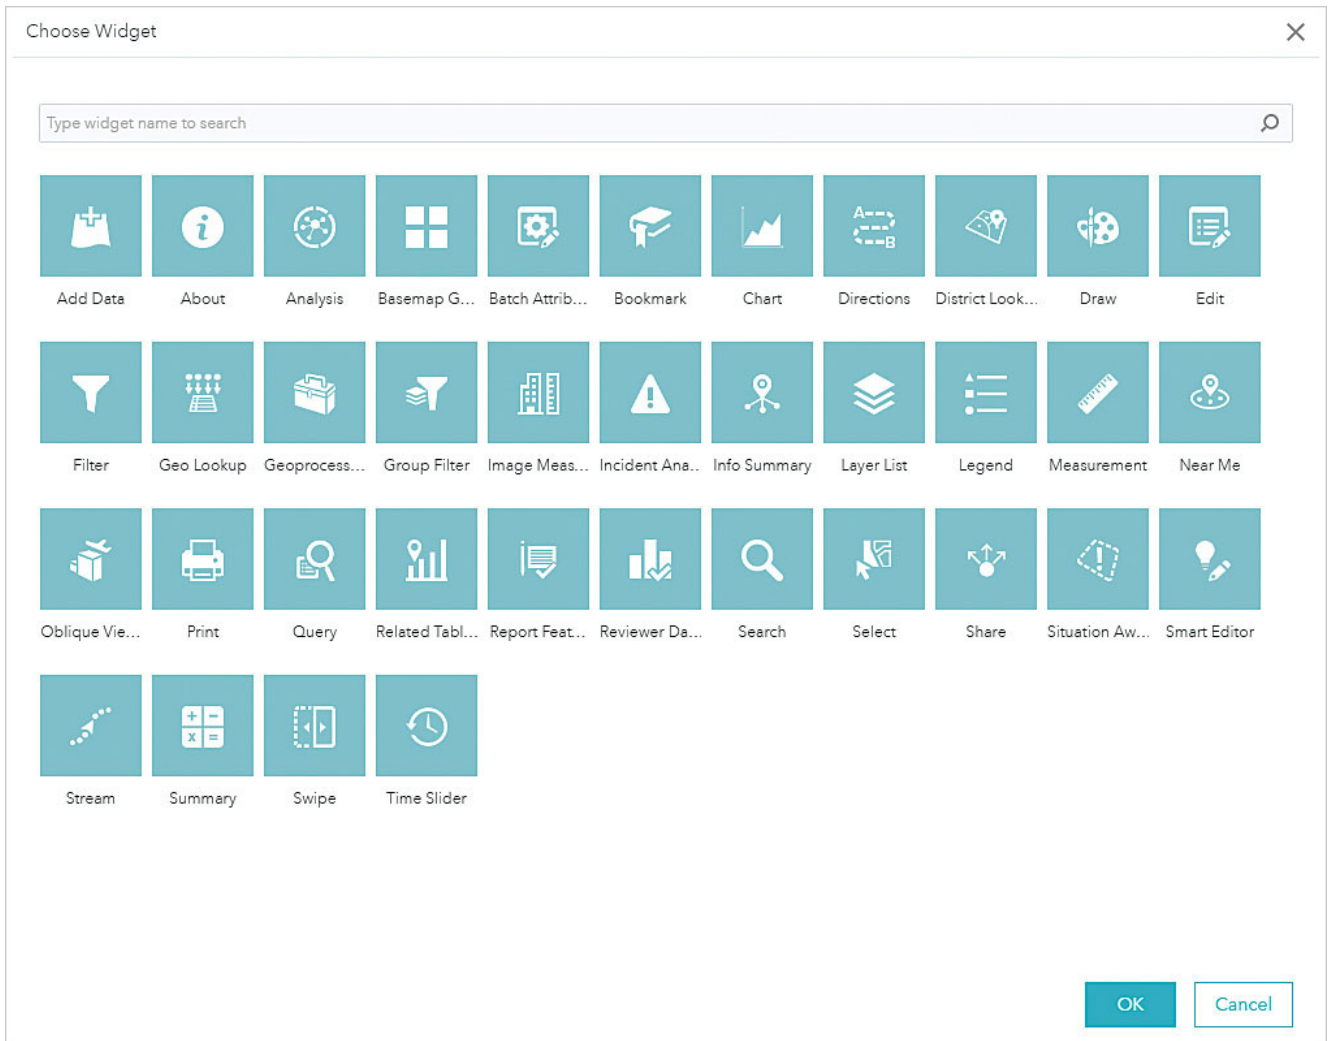 Choose Widget
Type widget name to search
A
B
Add Data About Analysis Basemap G... Batch Attrib... Bookmark Chart Directions District Look... Draw Edit
Filter Geo Lookup Geoprocess... Group Filter Image Meas... Incident Ana.. Info Summary Layer List Legend Measurement Near Me
Oblique Vie... Print Query Related Tabl... Report Feat... Reviewer Da... Search Select Share Situation Aw... Smart Editor
Stream Summary Swipe Time Slider
OK Cancel